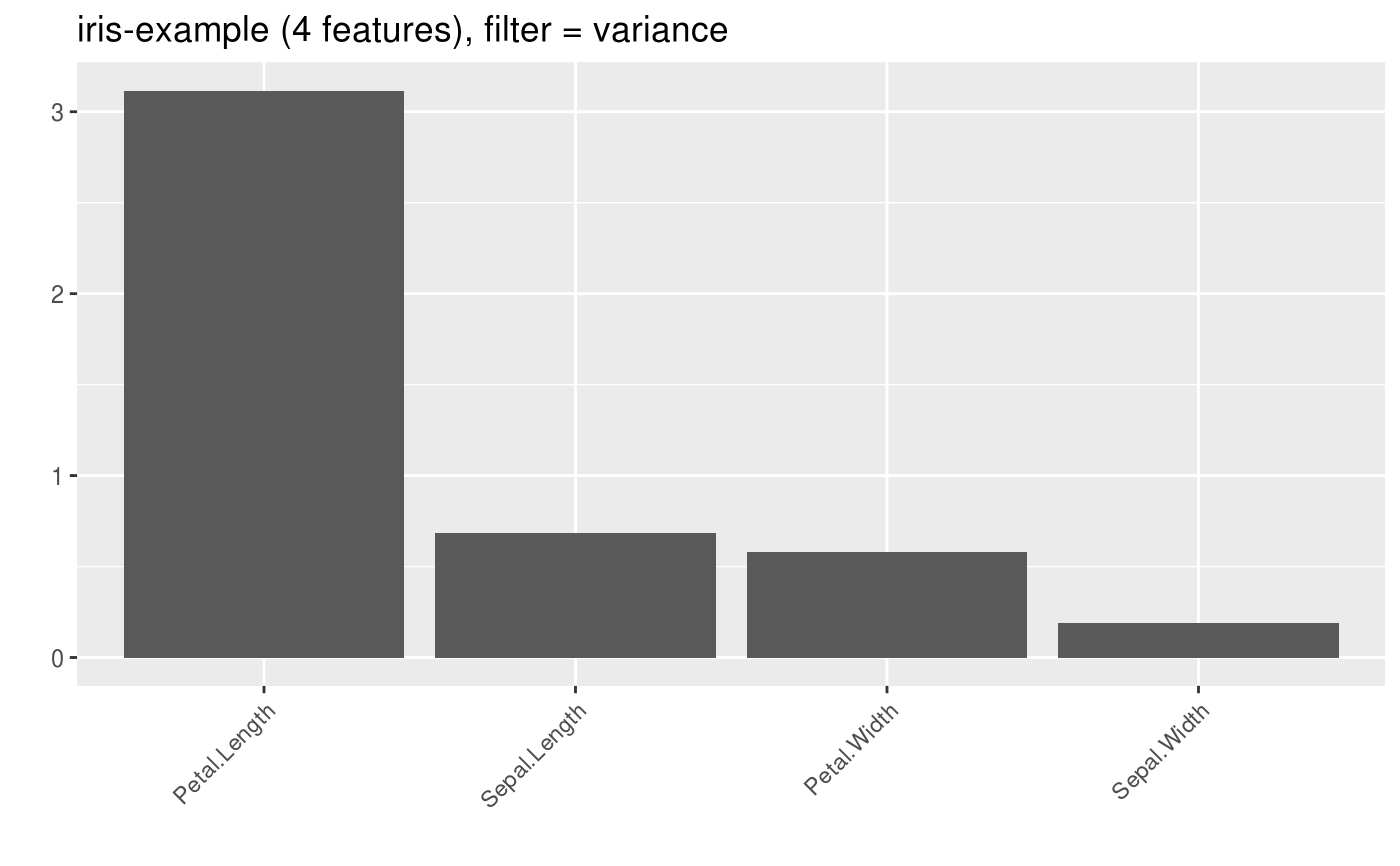 iris-example (4 features), filter = variance
3
2
1
0
Petal.Length
Sepal.Length
Petal.Width
Sepal.Width